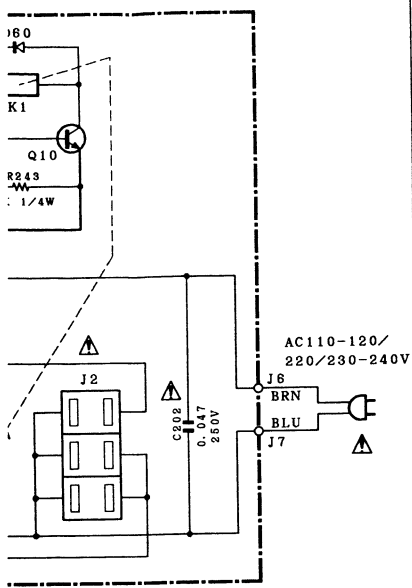 K1
Q10
R243
1/4W
AC110-120/
220/230-240V
J2
C202
0.047
250V
J6
BRN
BLU
J7